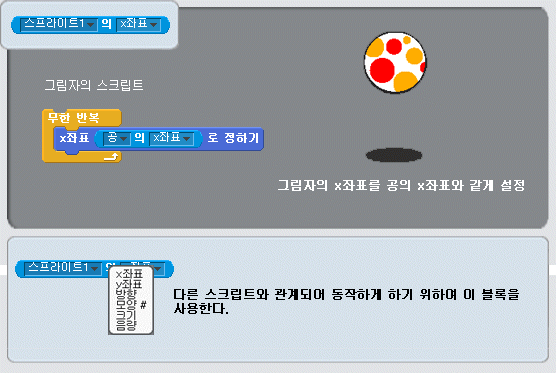 스프라이트1 의 x좌표
그림자의 스크립트
무한 반복
x좌표 공 의 x좌표 로 정하기
그림자의 x좌표를 공의 x좌표와 같게 설정
스프라이트1 의 x좌표
x좌표
y좌표
방향
모양 #
크기
음량
다른 스크립트와 관계되어 동작하게 하기 위하여 이 블록을
사용한다.